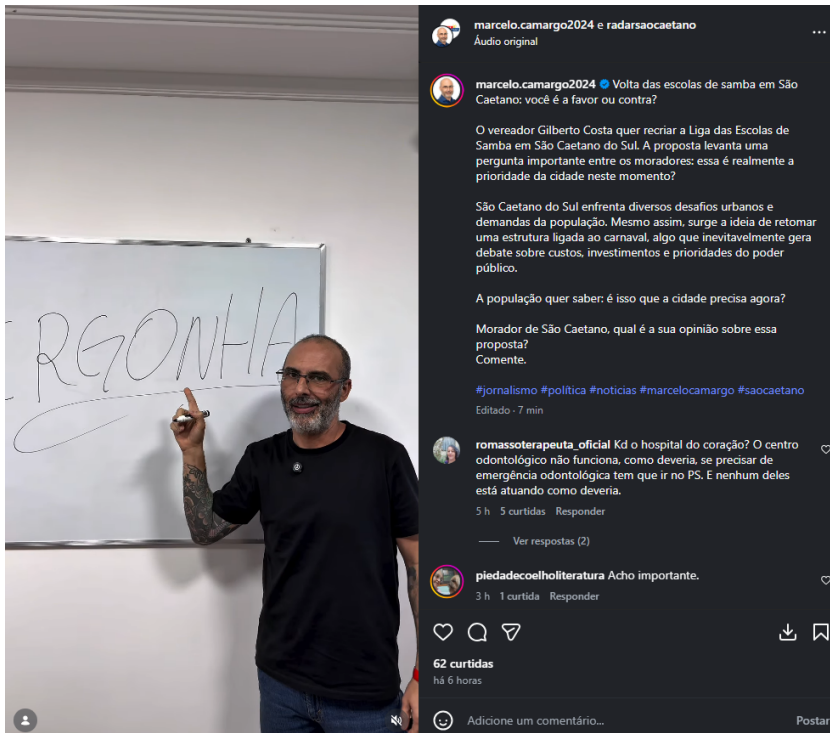 marcelo.camargo2024 e radarsaocaetano
Áudio original
ERGONHA
marcelo.camargo2024 Volta das escolas de samba em São
Caetano: você é a favor ou contra?
O vereador Gilberto Costa quer recriar a Liga das Escolas de
Samba em São Caetano do Sul. A proposta levanta uma
pergunta importante entre os moradores: essa é realmente a
prioridade da cidade neste momento?
São Caetano do Sul enfrenta diversos desafios urbanos e
demandas da população. Mesmo assim, surge a ideia de retomar
uma estrutura ligada ao carnaval, algo que inevitavelmente gera
debate sobre custos, investimentos e prioridades do poder
público.
A população quer saber: é isso que a cidade precisa agora?
Morador de São Caetano, qual é a sua opinião sobre essa
proposta?
Comente.
#jornalismo #política #noticias #marcelocamargo #saocaetano
Editado · 7 min
romassoterapeuta_oficial Kd o hospital do coração? O centro
odontológico não funciona, como deveria, se precisar de
emergência odontológica tem que ir no PS. E nenhum deles
está atuando como deveria.
5 h 5 curtidas Responder
Ver respostas (2)
piedadecoelholiteratura Acho importante.
3 h 1 curtida Responder
62 curtidas
há 6 horas
Adicione um comentário...
Postar